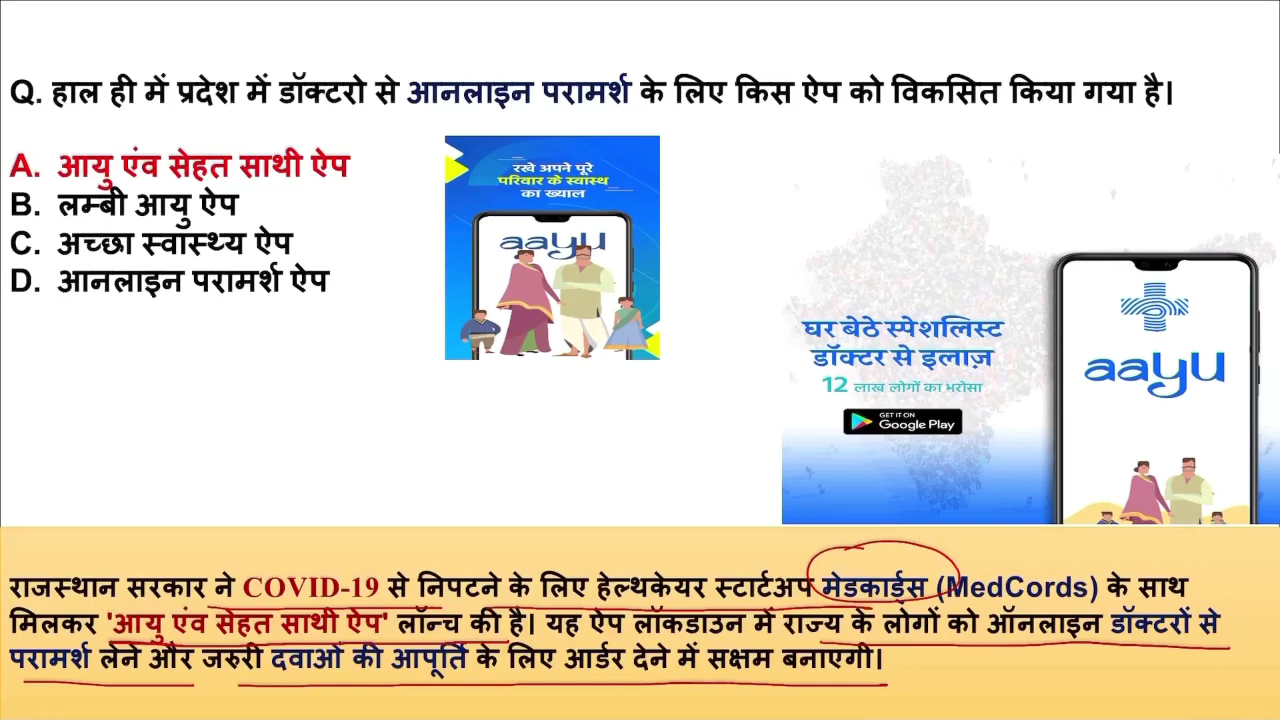 Q. हाल ही में प्रदेश में डॉक्टरो से आनलाइन परामर्श के लिए किस ऐप को विकसित किया गया है।
A. आयु एंव सेहत साथी ऐप
B. लम्बी आयु ऐप
C. अच्छा स्वास्थ्य ऐप
D. आनलाइन परामर्श ऐप
रखे अपने पूरे
परिवार के स्वास्थ
का ख्याल
aayu
घर बेठे स्पेशलिस्ट
डॉक्टर से इलाज़
12 लाख लोगों का भरोसा
GET IT ON
Google Play
aayu
राजस्थान सरकार ने COVID-19 से निपटने के लिए हेल्थकेयर स्टार्टअप मेडकार्ड्स (MedCords) के साथ
मिलकर 'आयु एंव सेहत साथी ऐप' लॉन्च की है। यह ऐप लॉकडाउन में राज्य के लोगों को ऑनलाइन डॉक्टरों से
परामर्श लेने और जरुरी दवाओं की आपूर्ति के लिए आर्डर देने में सक्षम बनाएगी।